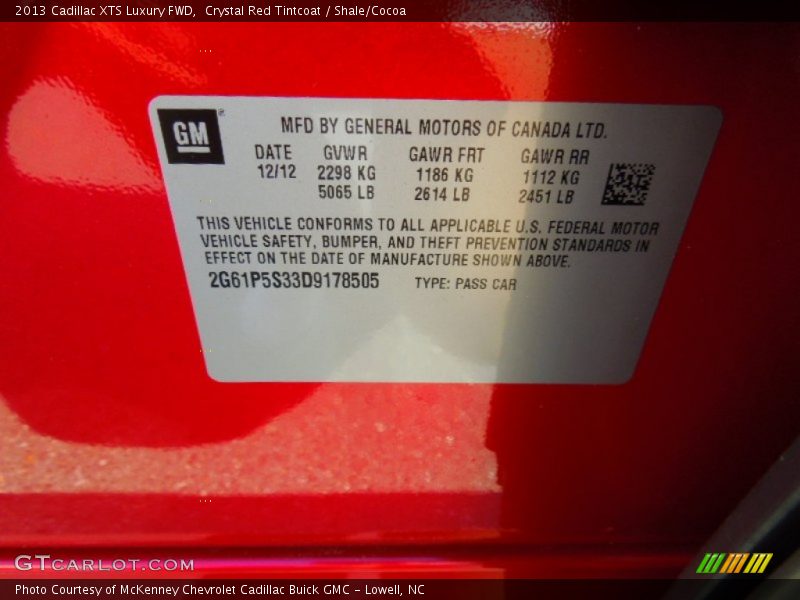 2013 Cadillac XTS Luxury FWD,  Crystal Red Tintcoat / Shale/Cocoa
GM®
MFD BY GENERAL MOTORS OF CANADA LTD.
DATE GVWR GAWR FRT GAWR RR
12/12 2298 KG 1186 KG 1112 KG
5065 LB 2614 LB 2451 LB
THIS VEHICLE CONFORMS TO ALL APPLICABLE U.S. FEDERAL MOTOR
VEHICLE SAFETY, BUMPER, AND THEFT PREVENTION STANDARDS IN
EFFECT ON THE DATE OF MANUFACTURE SHOWN ABOVE.
2G61P5S33D9178505 TYPE: PASS CAR
GTCARLOT.COM
Photo Courtesy of McKenney Chevrolet Cadillac Buick GMC - Lowell, NC